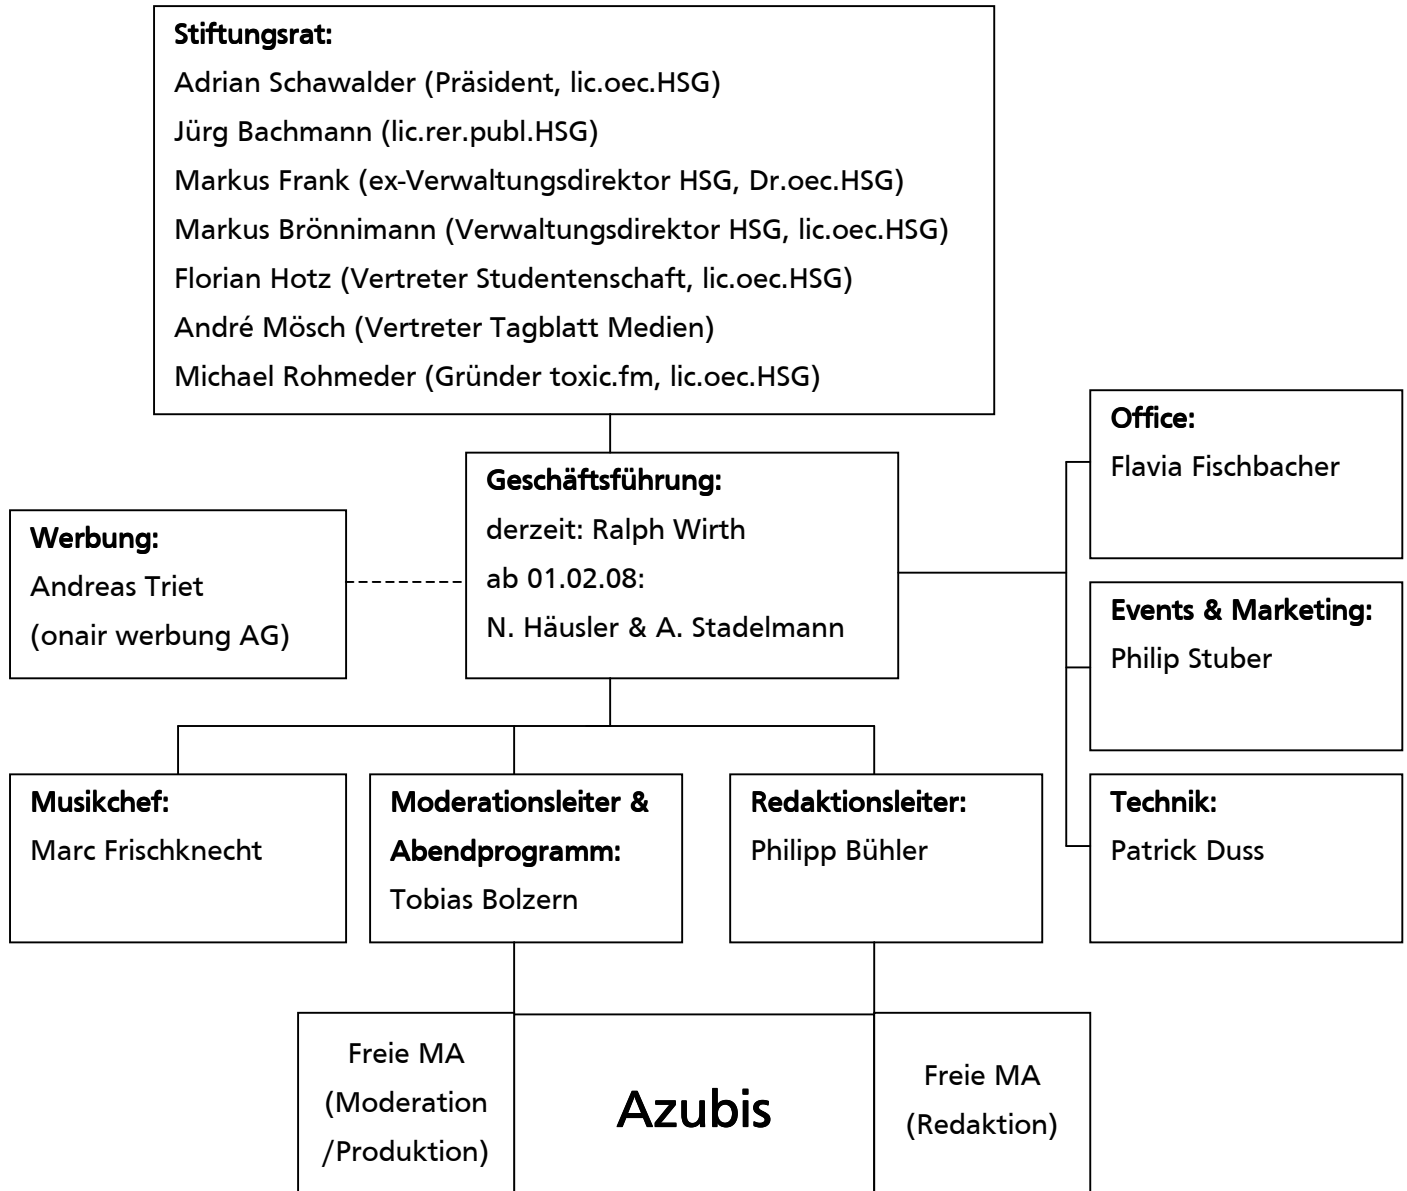 Stiftungsrat:
Adrian Schawalder (Präsident, lic.oec.HSG)
Jürg Bachmann (lic.rer.publ.HSG)
Markus Frank (ex-Verwaltungsdirektor HSG, Dr.oec.HSG)
Markus Brönnimann (Verwaltungsdirektor HSG, lic.oec.HSG)
Florian Hotz (Vertreter Studentenschaft, lic.oec.HSG)
André Mösch (Vertreter Tagblatt Medien)
Michael Rohmeder (Gründer toxic.fm, lic.oec.HSG)
Geschäftsführung:
derzeit: Ralph Wirth
ab 01.02.08:
N. Häusler & A. Stadelmann
Werbung:
Andreas Triet
(onair werbung AG)
Office:
Flavia Fischbacher
Events & Marketing:
Philip Stuber
Technik:
Patrick Duss
Musikchef:
Marc Frischknecht
Moderationsleiter &
Abendprogramm:
Tobias Bolzern
Redaktionsleiter:
Philipp Bühler
Freie MA
(Moderation
/Produktion)
Azubis
Freie MA
(Redaktion)